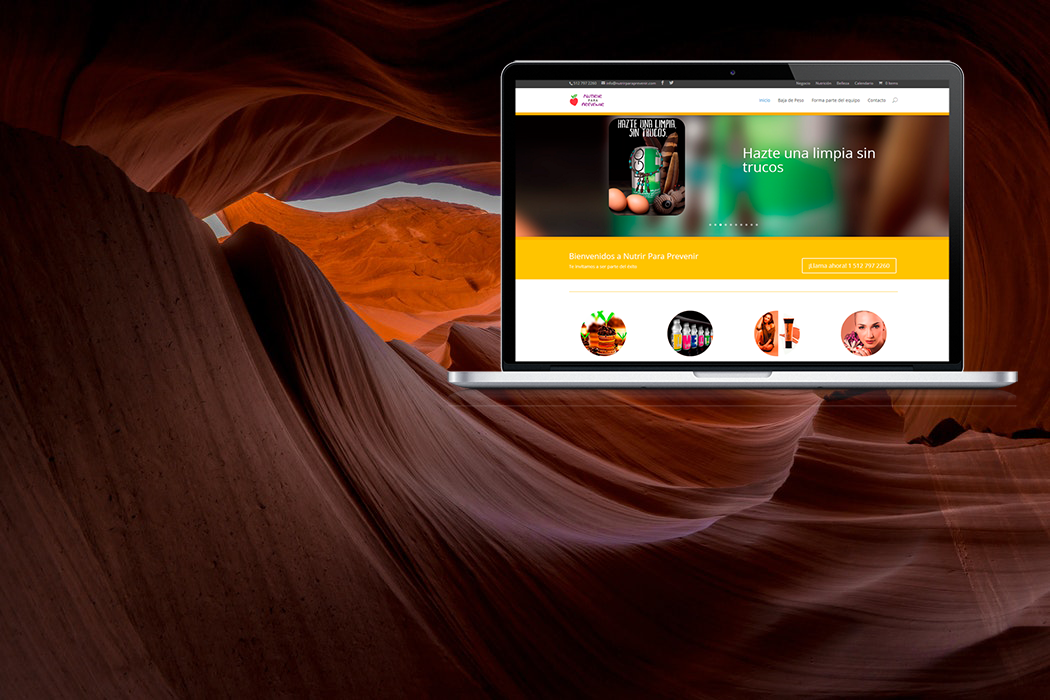 512 797 2260 info@nutrirparaprevenir.com Negocio Nutrición Belleza Calendario 0 Items
NUTRIR
PARA
PREVENIR
Inicio Baja de Peso Forma parte del equipo Contacto
HAZTE UNA LIMPIA
SIN TRUCOS
Hazte una limpia sin
trucos
Bienvenidos a Nutrir Para Prevenir
Te invitamos a ser parte del éxito
¡Llama ahora! 1 512 797 2260